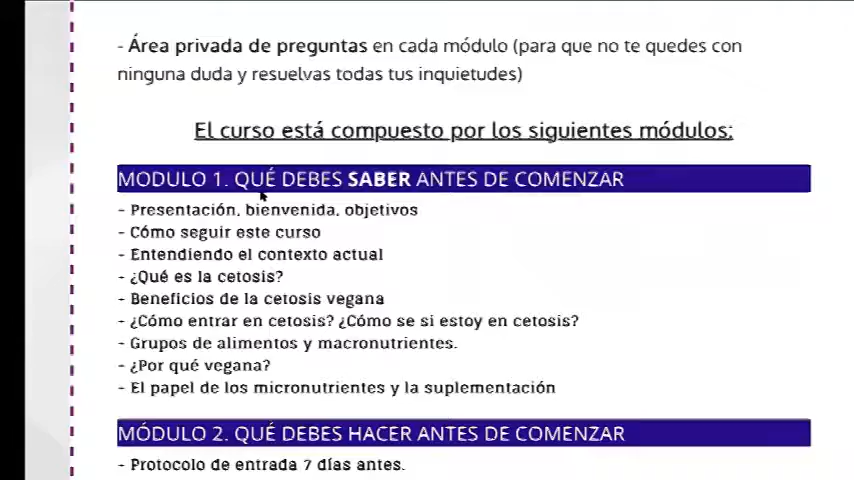 - Área privada de preguntas en cada módulo (para que no te quedes con
ninguna duda y resuelvas todas tus inquietudes)
El curso está compuesto por los siguientes módulos:
MODULO 1. QUÉ DEBES SABER ANTES DE COMENZAR
- Presentación, bienvenida, objetivos
- Cómo seguir este curso
- Entendiendo el contexto actual
- ¿Qué es la cetosis?
- Beneficios de la cetosis vegana
- ¿Cómo entrar en cetosis? ¿Cómo se si estoy en cetosis?
- Grupos de alimentos y macronutrientes.
- ¿Por qué vegana?
- El papel de los micronutrientes y la suplementación
MÓDULO 2. QUÉ DEBES HACER ANTES DE COMENZAR
- Protocolo de entrada 7 días antes.